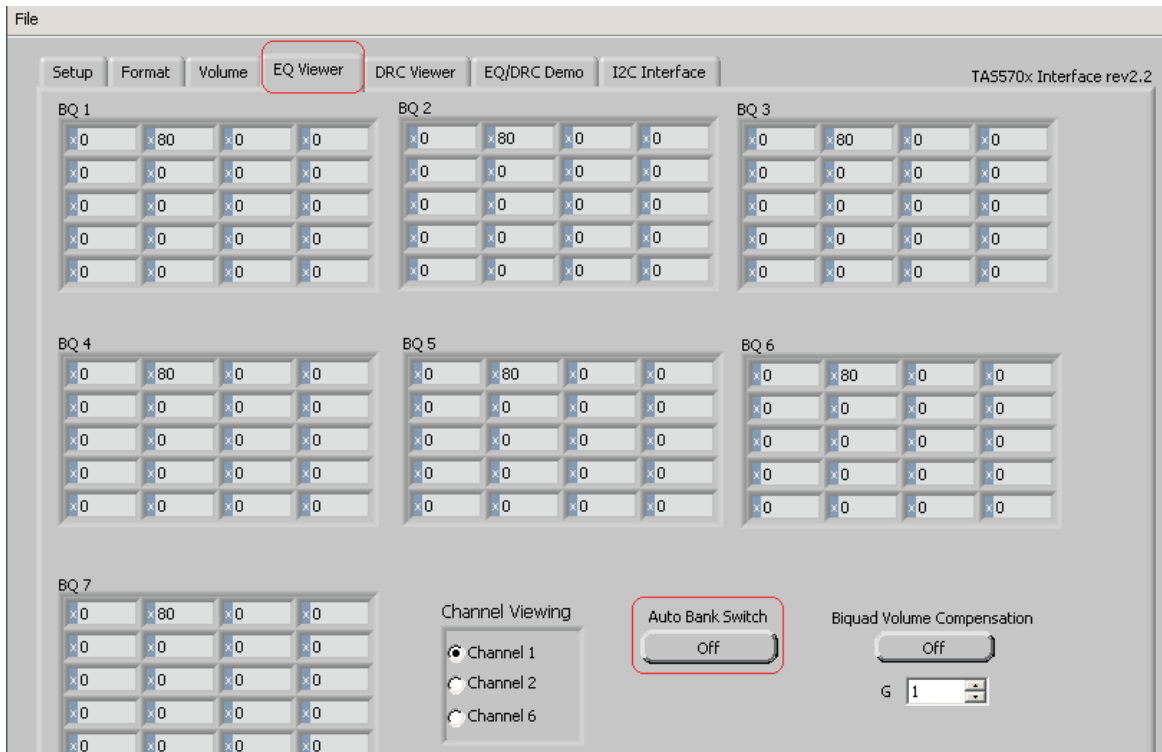 File
Setup Format Volume EQ Viewer DRC Viewer EQ/DRC Demo I2C Interface TAS570x Interface rev2.2
BQ 1
x0 x80 x0 x0
x0 x0 x0 x0
x0 x0 x0 x0
x0 x0 x0 x0
x0 x0 x0 x0
BQ 2
x0 x80 x0 x0
x0 x0 x0 x0
x0 x0 x0 x0
x0 x0 x0 x0
x0 x0 x0 x0
BQ 3
x0 x80 x0 x0
x0 x0 x0 x0
x0 x0 x0 x0
x0 x0 x0 x0
x0 x0 x0 x0
BQ 4
x0 x80 x0 x0
x0 x0 x0 x0
x0 x0 x0 x0
x0 x0 x0 x0
x0 x0 x0 x0
BQ 5
x0 x80 x0 x0
x0 x0 x0 x0
x0 x0 x0 x0
x0 x0 x0 x0
x0 x0 x0 x0
BQ 6
x0 x80 x0 x0
x0 x0 x0 x0
x0 x0 x0 x0
x0 x0 x0 x0
x0 x0 x0 x0
BQ 7
x0 x80 x0 x0
x0 x0 x0 x0
x0 x0 x0 x0
x0 x0 x0 x0
x0 x0 x0 x0
Channel Viewing
Channel 1
Channel 2
Channel 6
Auto Bank Switch
Off
Biquad Volume Compensation
Off
G 1